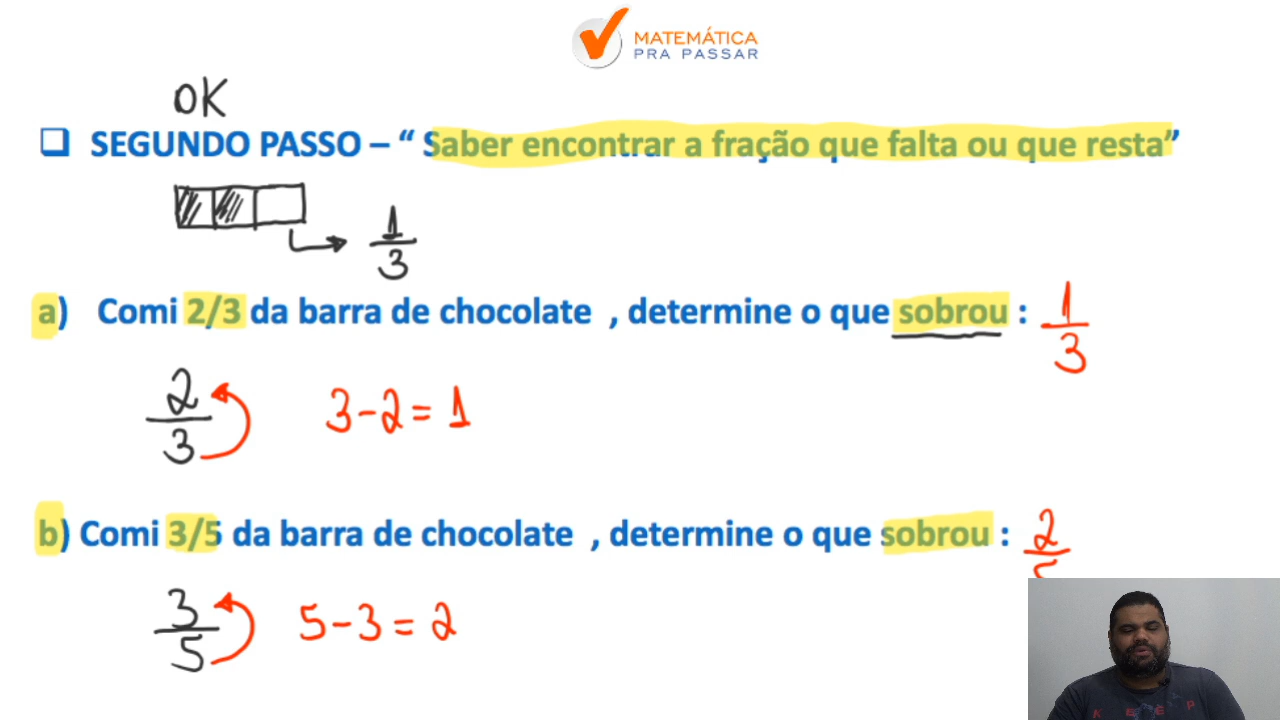 MATEMÁTICA
PRA PASSAR
OK
❑ SEGUNDO PASSO – “ Saber encontrar a fração que falta ou que resta”
1/3
a) Comi 2/3 da barra de chocolate , determine o que sobrou : 1/3
2/3 3-2=1
b) Comi 3/5 da barra de chocolate , determine o que sobrou : 2/5
3/5 5-3=2
K E E P